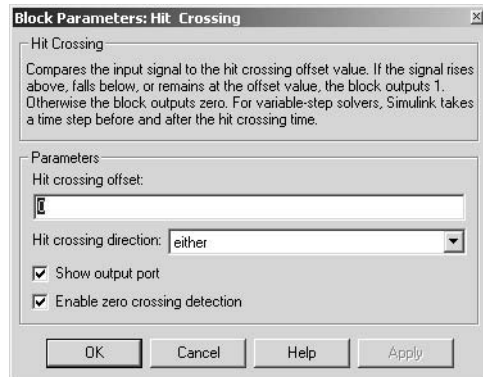 Block Parameters: Hit Crossing
Hit Crossing
Compares the input signal to the hit crossing offset value. If the signal rises
above, falls below, or remains at the offset value, the block outputs 1.
Otherwise the block outputs zero. For variable-step solvers, Simulink takes
a time step before and after the hit crossing time.
Parameters
Hit crossing offset:
0
Hit crossing direction: either
Show output port
Enable zero crossing detection
OK Cancel Help Apply